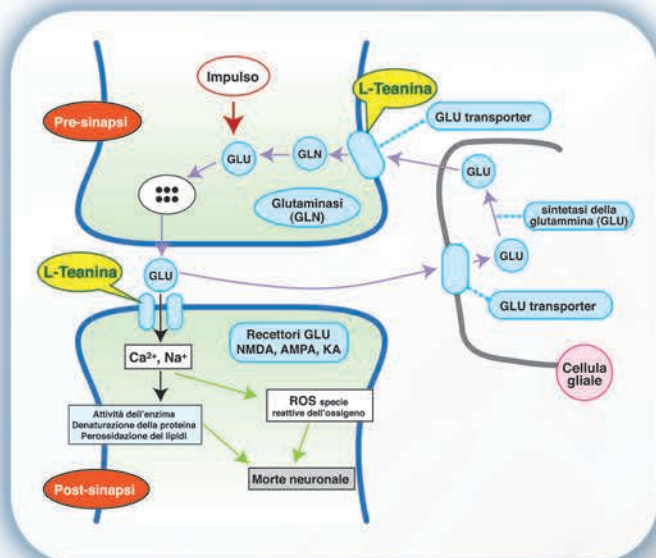 Impulso
L-Teanina
Pre-sinapsi
GLU transporter
GLU
GLN
GLU
Glutaminasi
(GLN)
sintetasi della
glutammina (GLU)
GLU
L-Teanina
GLU
GLU transporter
Recettori GLU
NMDA, AMPA, KA
Ca²⁺, Na⁺
Cellula
gliale
ROS specie
reattive dell'ossigeno
Attività dell'enzima
Denaturazione della proteina
Perossidazione dei lipidi
Morte neuronale
Post-sinapsi